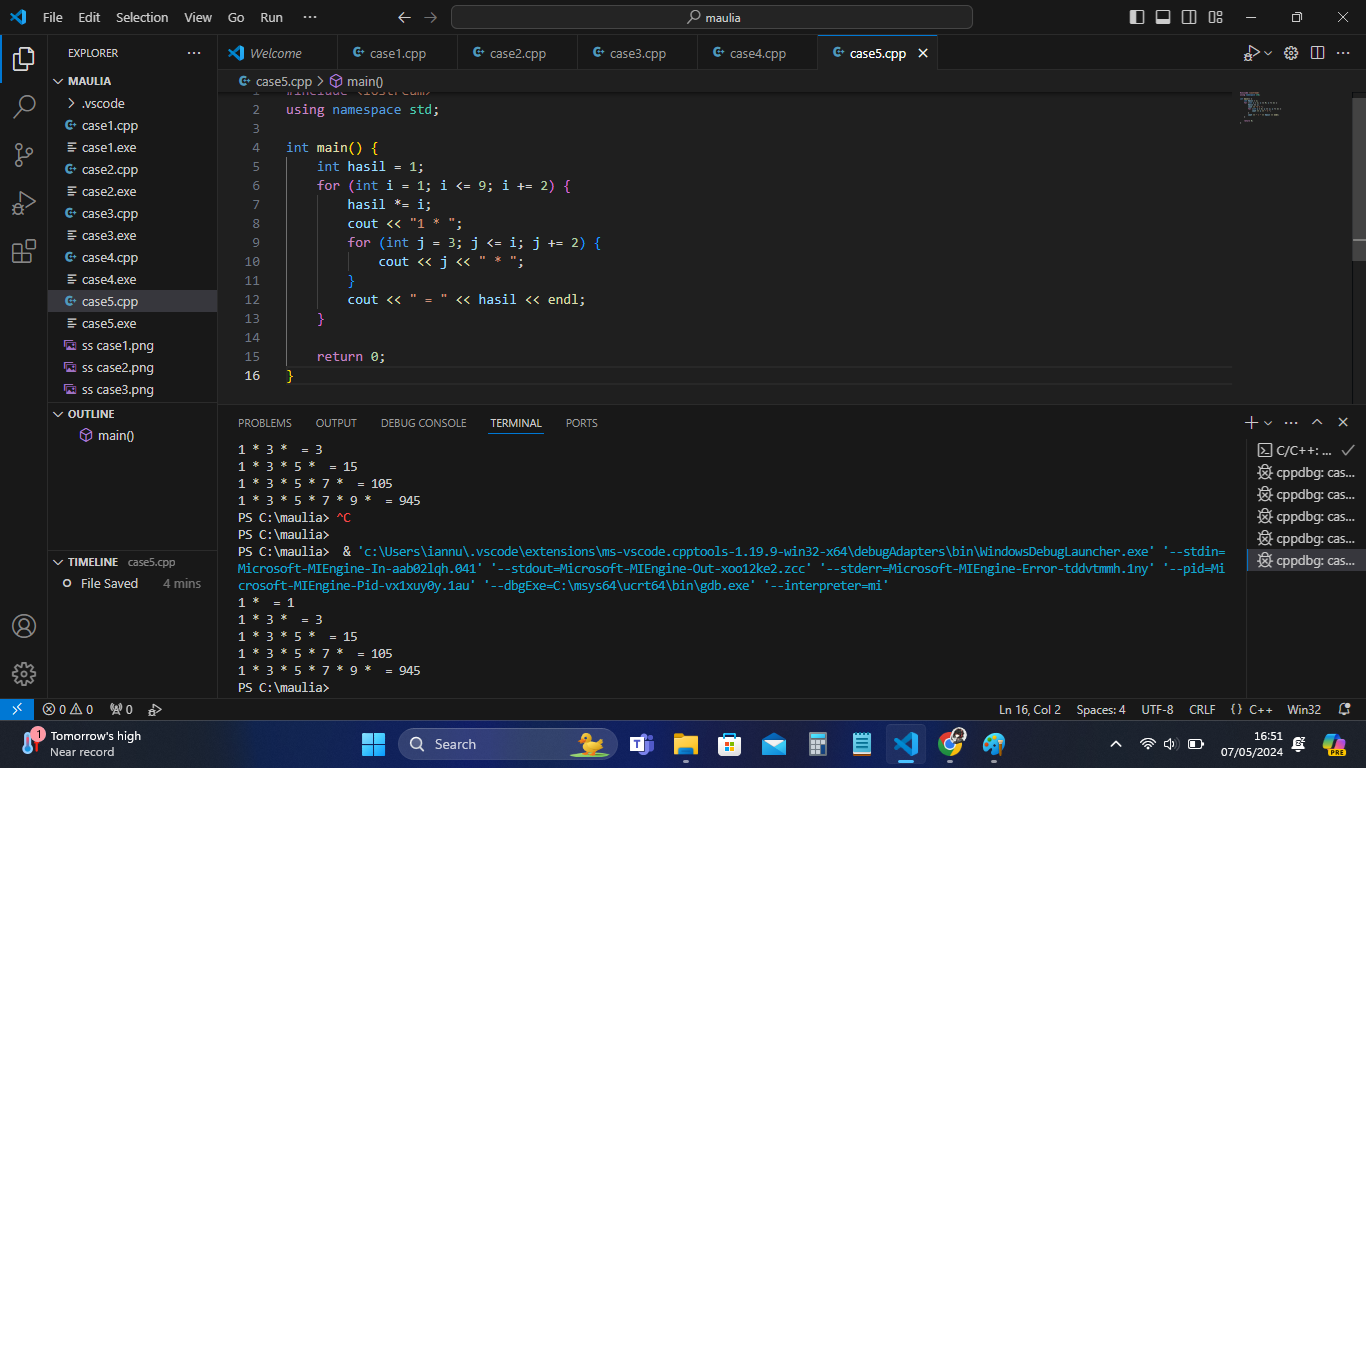 File Edit Selection View Go Run ··· maulia
EXPLORER ···
Welcome case1.cpp case2.cpp case3.cpp case4.cpp case5.cpp
MAULIA
.vscode
case1.cpp
case1.exe
case2.cpp
case2.exe
case3.cpp
case3.exe
case4.cpp
case4.exe
case5.cpp
case5.exe
ss case1.png
ss case2.png
ss case3.png
OUTLINE
main()
TIMELINE case5.cpp
File Saved 4 mins
case5.cpp > main()
1 #include <iostream>
2 using namespace std;
3
4 int main() {
5 int hasil = 1;
6 for (int i = 1; i <= 9; i += 2) {
7 hasil *= i;
8 cout << "1 * ";
9 for (int j = 3; j <= i; j += 2) {
10 cout << j << " * ";
11 }
12 cout << " = " << hasil << endl;
13 }
14
15 return 0;
16 }
PROBLEMS OUTPUT DEBUG CONSOLE TERMINAL PORTS
1 * 3 *  = 3
1 * 3 * 5 *  = 15
1 * 3 * 5 * 7 *  = 105
1 * 3 * 5 * 7 * 9 *  = 945
PS C:\maulia> ^C
PS C:\maulia>
PS C:\maulia>  & 'c:\Users\iannu\.vscode\extensions\ms-vscode.cpptools-1.19.9-win32-x64\debugAdapters\bin\WindowsDebugLauncher.exe' '--stdin=
Microsoft-MIEngine-In-aab02lqh.041' '--stdout=Microsoft-MIEngine-Out-xoo12ke2.zcc' '--stderr=Microsoft-MIEngine-Error-tddvtmmh.1ny' '--pid=Mi
crosoft-MIEngine-Pid-vx1xuy0y.1au' '--dbgExe=C:\msys64\ucrt64\bin\gdb.exe' '--interpreter=mi'
1 *  = 1
1 * 3 *  = 3
1 * 3 * 5 *  = 15
1 * 3 * 5 * 7 *  = 105
1 * 3 * 5 * 7 * 9 *  = 945
PS C:\maulia>
C/C++: ...
cppdbg: cas...
cppdbg: cas...
cppdbg: cas...
cppdbg: cas...
cppdbg: cas...
0 0 0 Ln 16, Col 2 Spaces: 4 UTF-8 CRLF {} C++ Win32
1 Tomorrow's high
Near record
Search
16:51
07/05/2024
PRE